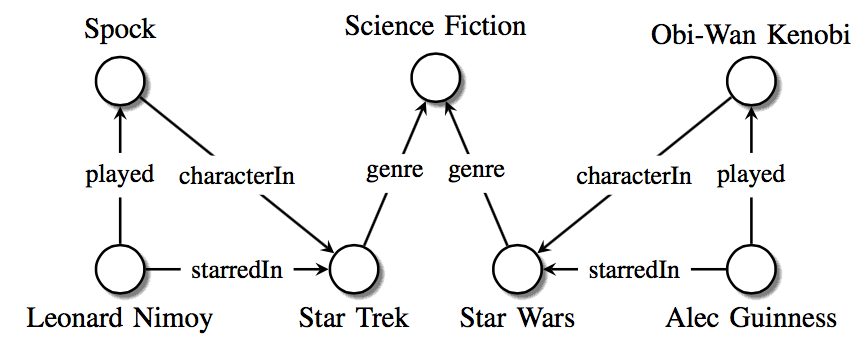 Spock
Science Fiction
Obi-Wan Kenobi
played
characterIn
genre
genre
characterIn
played
starredIn
starredIn
Leonard Nimoy
Star Trek
Star Wars
Alec Guinness